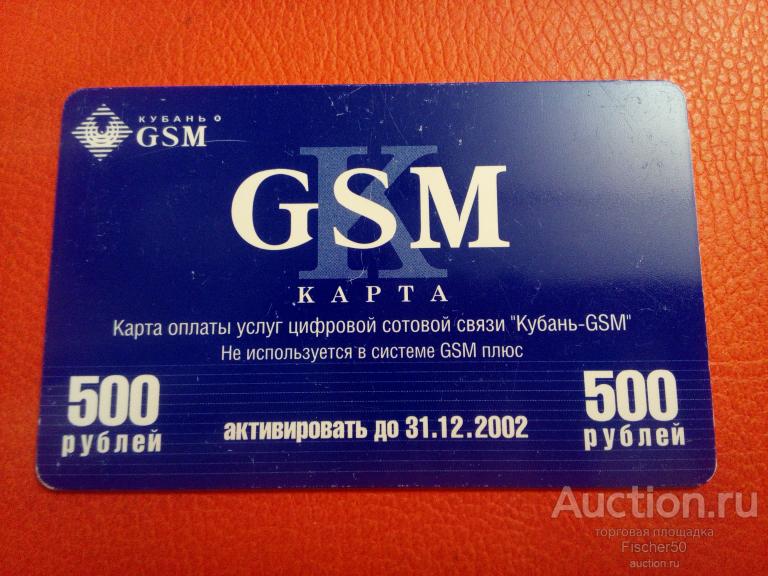 КУБАНЬ
GSM
K
GSM
КАРТА
Карта оплаты услуг цифровой сотовой связи "Кубань-GSM"
Не используется в системе GSM плюс
500
рублей
активировать до 31.12.2002
500
рублей
Auction.ru
торговая площадка
Fischer50
auction.ru